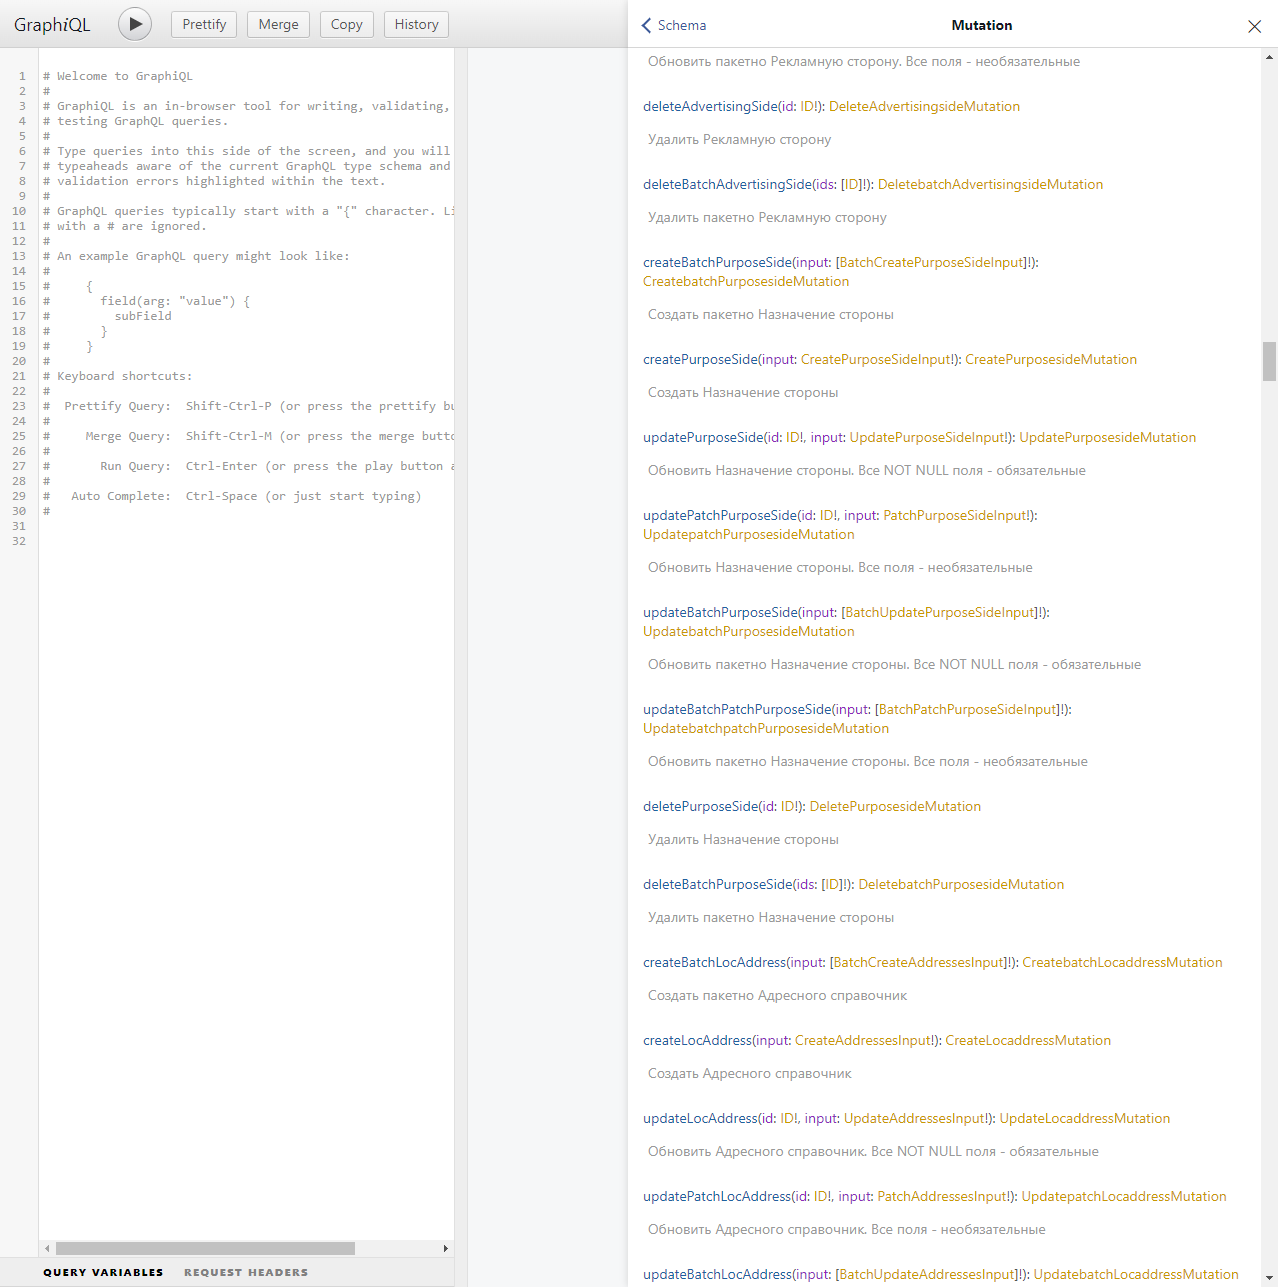 GraphiQL
Prettify
Merge
Copy
History
1 # Welcome to GraphiQL
2 #
3 # GraphiQL is an in-browser tool for writing, validating,
4 # testing GraphQL queries.
5 #
6 # Type queries into this side of the screen, and you will
7 # typeaheads aware of the current GraphQL type schema and
8 # validation errors highlighted within the text.
9 #
10 # GraphQL queries typically start with a "{" character. Li
11 # with a # are ignored.
12 #
13 # An example GraphQL query might look like:
14 #
15 #     {
16 #       field(arg: "value") {
17 #         subField
18 #       }
19 #     }
20 #
21 # Keyboard shortcuts:
22 #
23 #  Prettify Query:  Shift-Ctrl-P (or press the prettify bu
24 #
25 #     Merge Query:  Shift-Ctrl-M (or press the merge butto
26 #
27 #       Run Query:  Ctrl-Enter (or press the play button a
28 #
29 #   Auto Complete:  Ctrl-Space (or just start typing)
30 #
31
32
QUERY VARIABLES REQUEST HEADERS
Schema
Mutation
Обновить пакетно Рекламную сторону. Все поля - необязательные
deleteAdvertisingSide(id: ID!): DeleteAdvertisingsideMutation
Удалить Рекламную сторону
deleteBatchAdvertisingSide(ids: [ID]!): DeletebatchAdvertisingsideMutation
Удалить пакетно Рекламную сторону
createBatchPurposeSide(input: [BatchCreatePurposeSideInput]!):
CreatebatchPurposesideMutation
Создать пакетно Назначение стороны
createPurposeSide(input: CreatePurposeSideInput!): CreatePurposesideMutation
Создать Назначение стороны
updatePurposeSide(id: ID!, input: UpdatePurposeSideInput!): UpdatePurposesideMutation
Обновить Назначение стороны. Все NOT NULL поля - обязательные
updatePatchPurposeSide(id: ID!, input: PatchPurposeSideInput!):
UpdatepatchPurposesideMutation
Обновить Назначение стороны. Все поля - необязательные
updateBatchPurposeSide(input: [BatchUpdatePurposeSideInput]!):
UpdatebatchPurposesideMutation
Обновить пакетно Назначение стороны. Все NOT NULL поля - обязательные
updateBatchPatchPurposeSide(input: [BatchPatchPurposeSideInput]!):
UpdatebatchpatchPurposesideMutation
Обновить пакетно Назначение стороны. Все поля - необязательные
deletePurposeSide(id: ID!): DeletePurposesideMutation
Удалить Назначение стороны
deleteBatchPurposeSide(ids: [ID]!): DeletebatchPurposesideMutation
Удалить пакетно Назначение стороны
createBatchLocAddress(input: [BatchCreateAddressesInput]!): CreatebatchLocaddressMutation
Создать пакетно Адресного справочник
createLocAddress(input: CreateAddressesInput!): CreateLocaddressMutation
Создать Адресного справочник
updateLocAddress(id: ID!, input: UpdateAddressesInput!): UpdateLocaddressMutation
Обновить Адресного справочник. Все NOT NULL поля - обязательные
updatePatchLocAddress(id: ID!, input: PatchAddressesInput!): UpdatepatchLocaddressMutation
Обновить Адресного справочник. Все поля - необязательные
updateBatchLocAddress(input: [BatchUpdateAddressesInput]!): UpdatebatchLocaddressMutation